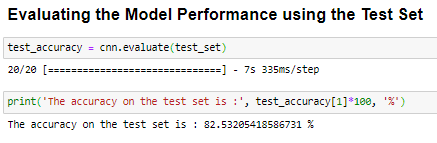 Evaluating the Model Performance using the Test Set
test_accuracy = cnn.evaluate(test_set)
20/20 [==============================] - 7s 335ms/step
print('The accuracy on the test set is :', test_accuracy[1]*100, '%')
The accuracy on the test set is : 82.53205418586731 %